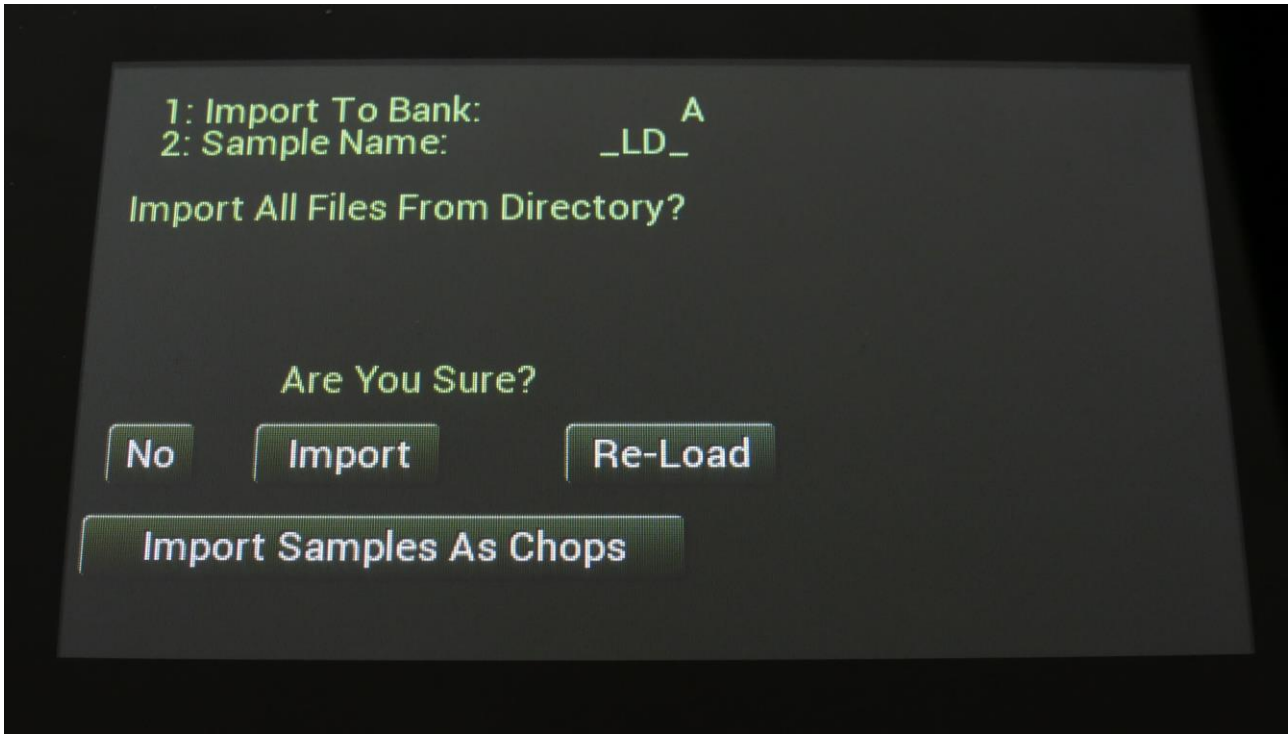 1: Import To Bank: A
2: Sample Name: _LD_
Import All Files From Directory?
Are You Sure?
No Import Re-Load
Import Samples As Chops